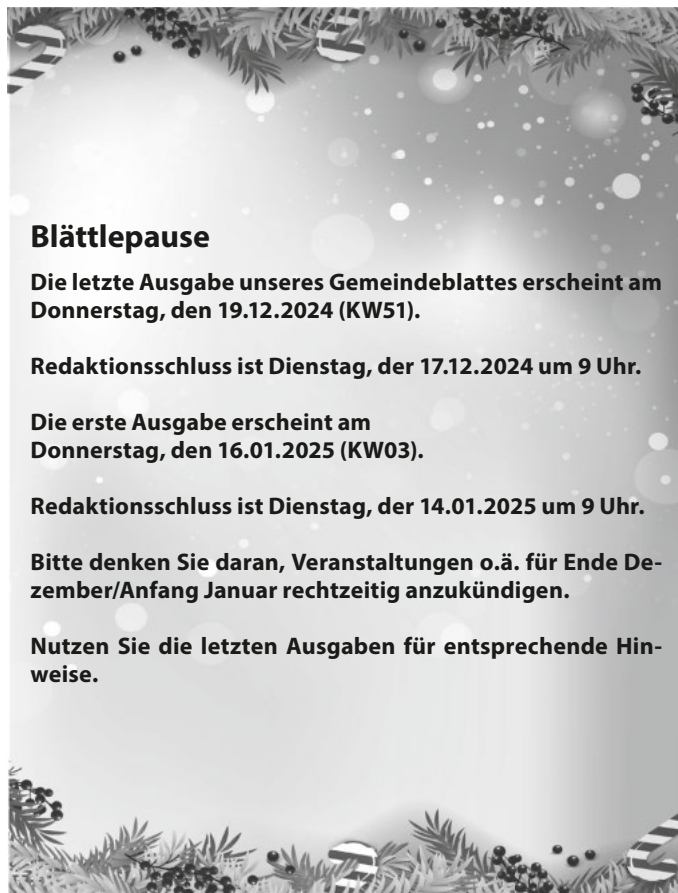 Blättlepause
Die letzte Ausgabe unseres Gemeindeblattes erscheint am
Donnerstag, den 19.12.2024 (KW51).
Redaktionsschluss ist Dienstag, der 17.12.2024 um 9 Uhr.
Die erste Ausgabe erscheint am
Donnerstag, den 16.01.2025 (KW03).
Redaktionsschluss ist Dienstag, der 14.01.2025 um 9 Uhr.
Bitte denken Sie daran, Veranstaltungen o.ä. für Ende De-
zember/Anfang Januar rechtzeitig anzukündigen.
Nutzen Sie die letzten Ausgaben für entsprechende Hin-
weise.